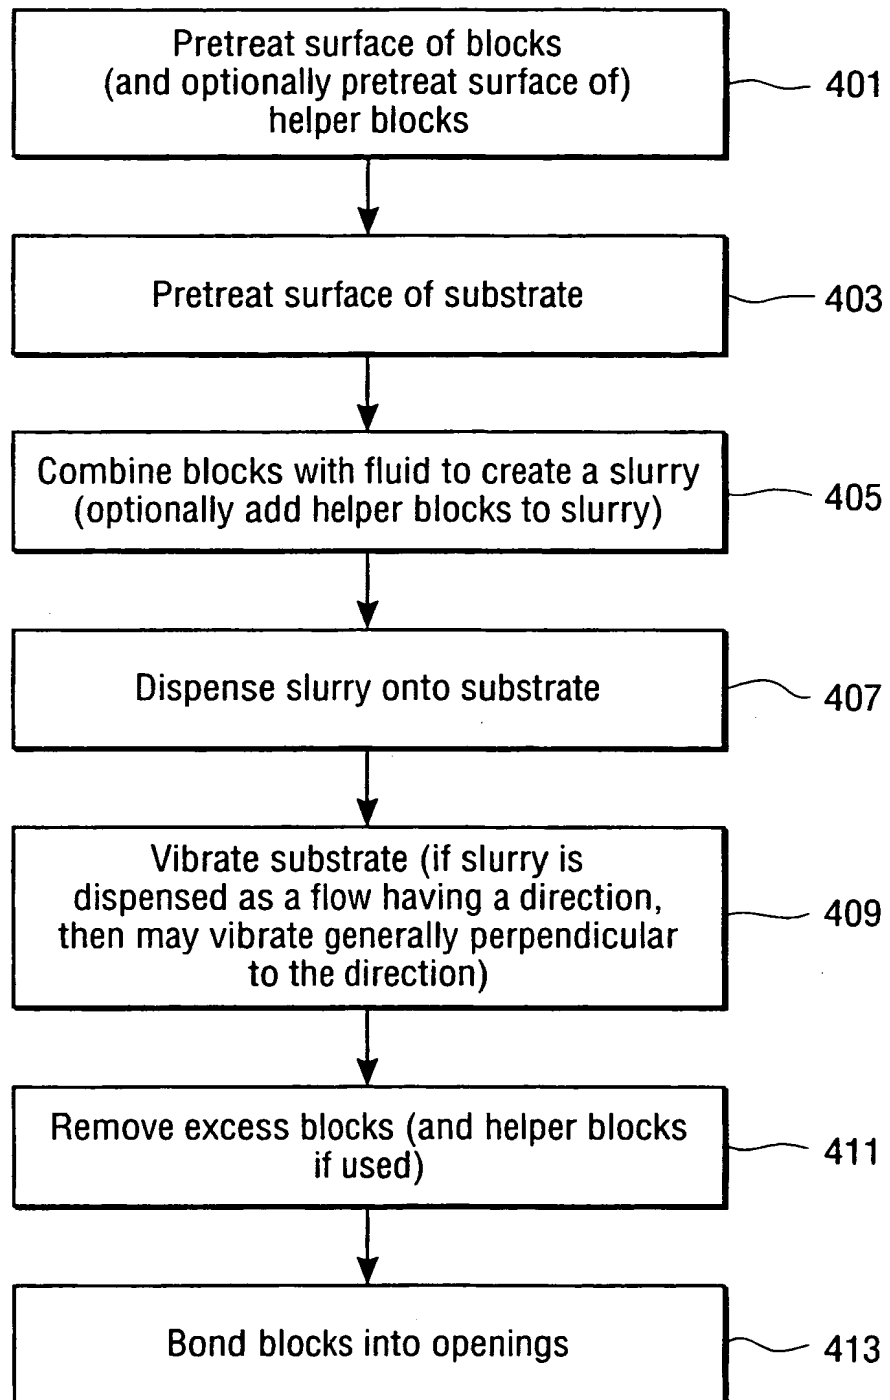 Pretreat surface of blocks
(and optionally pretreat surface of)
helper blocks
401
Pretreat surface of substrate
403
Combine blocks with fluid to create a slurry
(optionally add helper blocks to slurry)
405
Dispense slurry onto substrate
407
Vibrate substrate (if slurry is
dispensed as a flow having a direction,
then may vibrate generally perpendicular
to the direction)
409
Remove excess blocks (and helper blocks
if used)
411
Bond blocks into openings
413